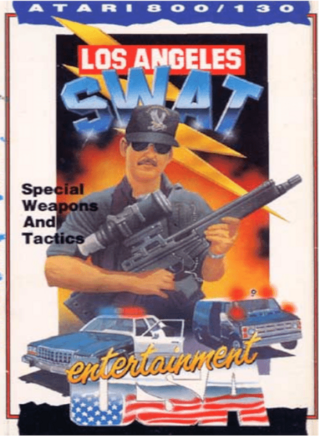 ATARI 800/130
LOS ANGELES
SWAT
Special
Weapons
And
Tactics
entertainment
USA